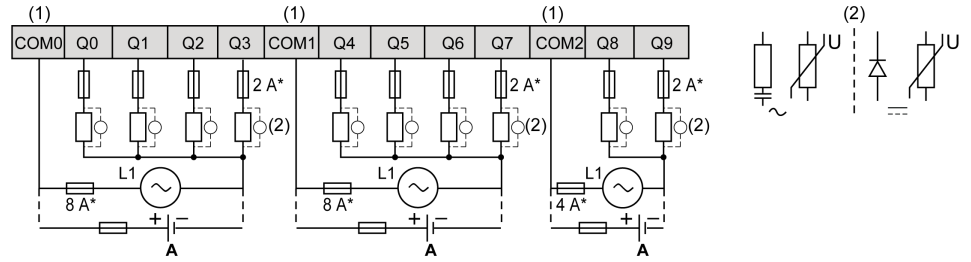 (1) (1) (1) (2)
COM0 Q0 Q1 Q2 Q3 COM1 Q4 Q5 Q6 Q7 COM2 Q8 Q9
U U
2 A* 2 A* 2 A*
(2) (2) (2)
L1 L1 L1
8 A* 8 A* 4 A*
+ − + − + −
A A A